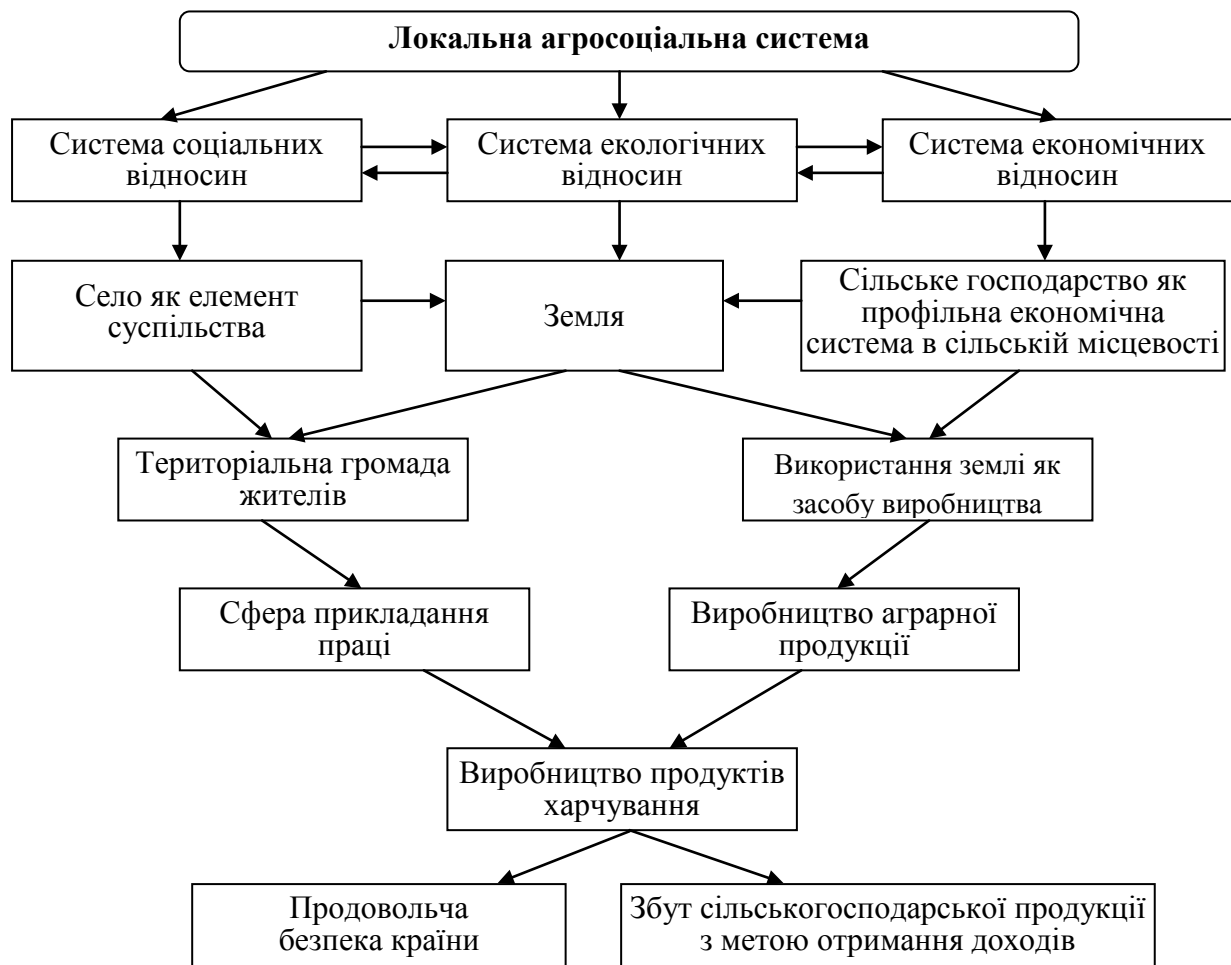 Локальна агросоціальна система
Система соціальних
відносин
Система екологічних
відносин
Система економічних
відносин
Село як елемент
суспільства
Земля
Сільське господарство як
профільна економічна
система в сільській місцевості
Територіальна громада
жителів
Використання землі як
засобу виробництва
Сфера прикладання
праці
Виробництво аграрної
продукції
Виробництво продуктів
харчування
Продовольча
безпека країни
Збут сільськогосподарської продукції
з метою отримання доходів